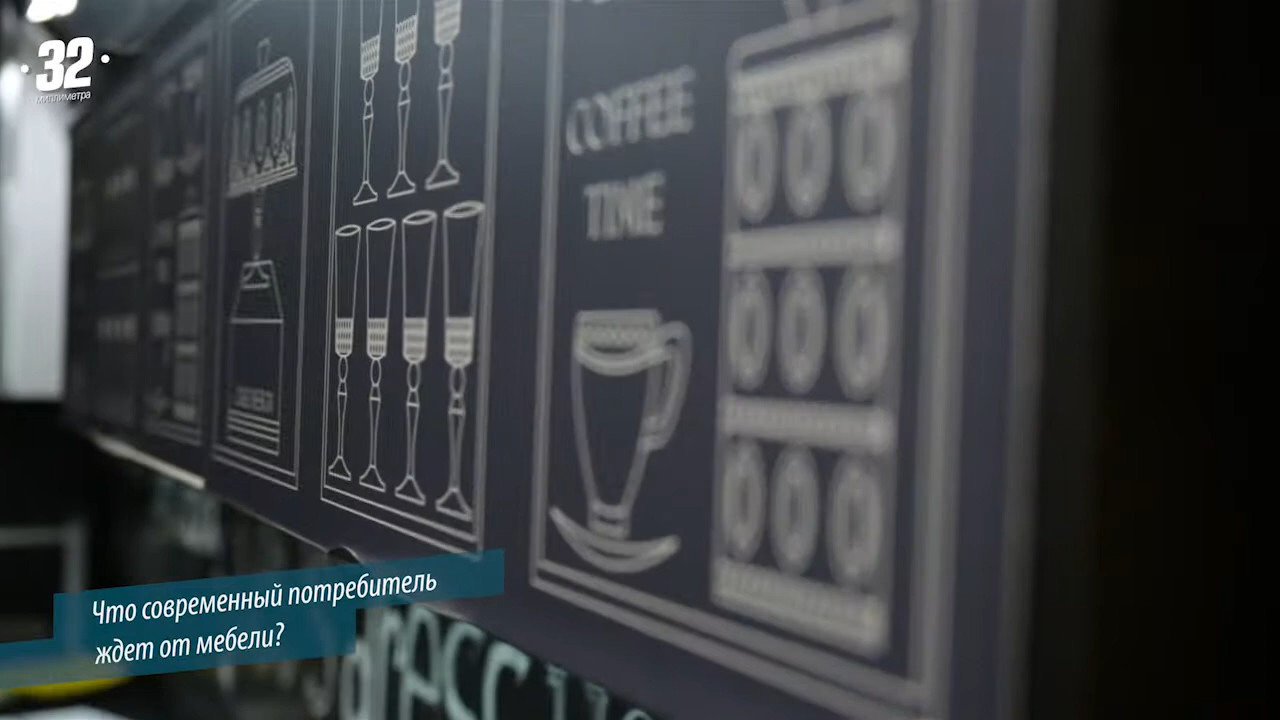 32
миллиметра
COFFEE
TIME
Что современный потребитель
ждет от мебели?